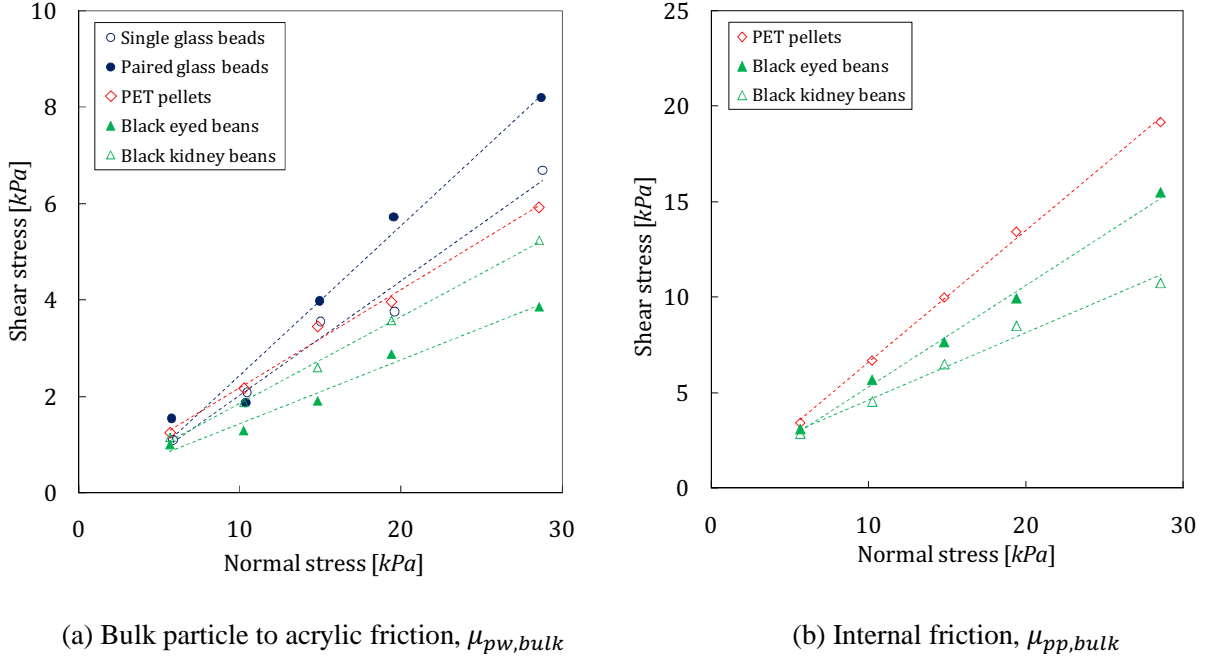 Single glass beads
Paired glass beads
PET pellets
Black eyed beans
Black kidney beans
10
8
6
4
2
0
Shear stress [kPa]
0 10 20 30
Normal stress [kPa]
(a) Bulk particle to acrylic friction, μpw,bulk
PET pellets
Black eyed beans
Black kidney beans
25
20
15
10
5
0
Shear stress [kPa]
0 10 20 30
Normal stress [kPa]
(b) Internal friction, μpp,bulk